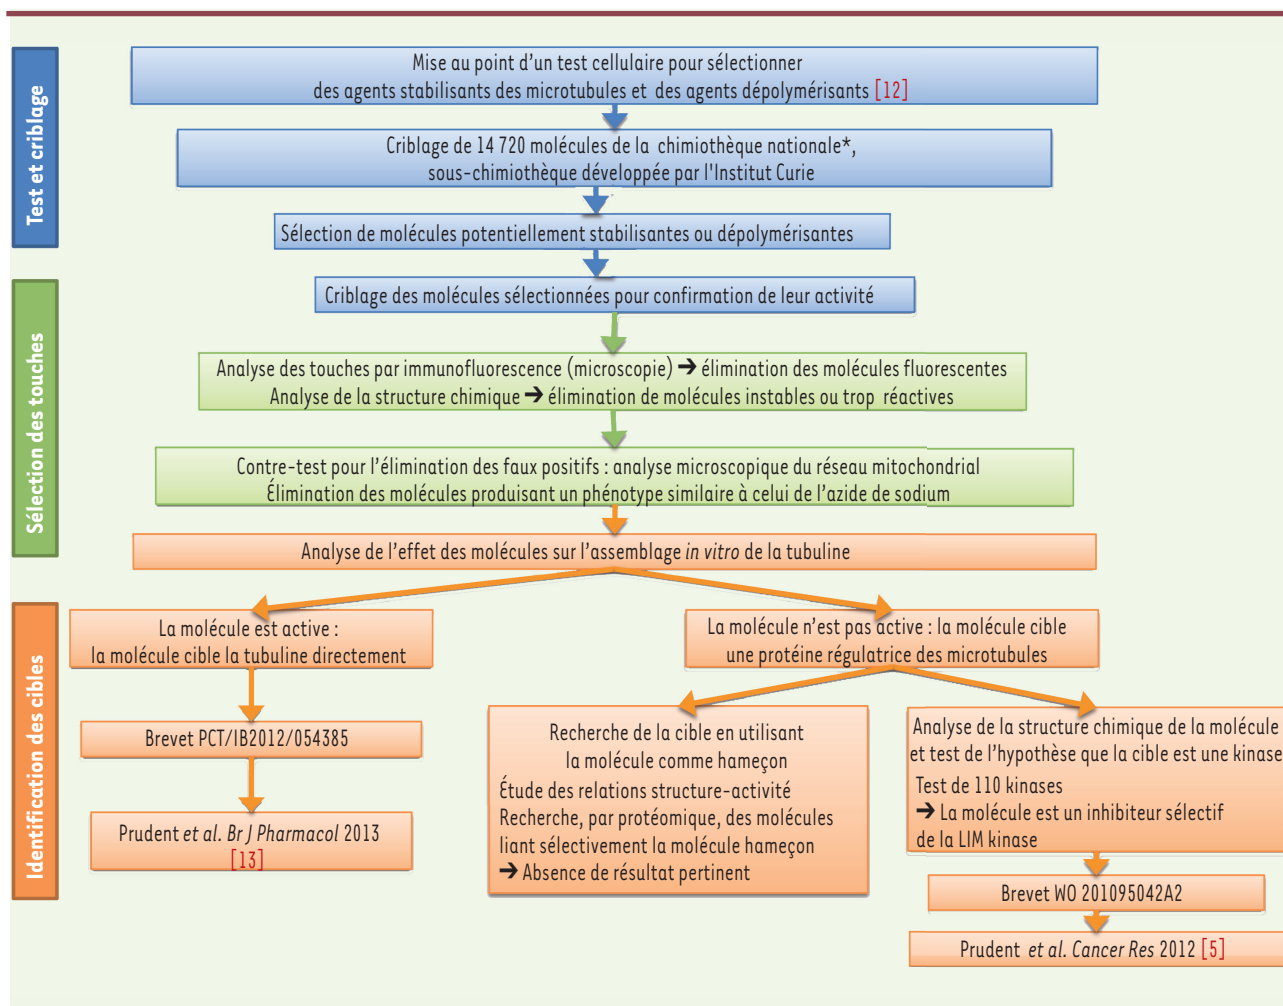 Test et criblage
Mise au point d'un test cellulaire pour sélectionner
des agents stabilisants des microtubules et des agents dépolymérisants [12]
Criblage de 14 720 molécules de la chimiothèque nationale*,
sous-chimiothèque développée par l'Institut Curie
Sélection de molécules potentiellement stabilisantes ou dépolymérisantes
Sélection des touches
Criblage des molécules sélectionnées pour confirmation de leur activité
Analyse des touches par immunofluorescence (microscopie) → élimination des molécules fluorescentes
Analyse de la structure chimique → élimination de molécules instables ou trop réactives
Contre-test pour l'élimination des faux positifs : analyse microscopique du réseau mitochondrial
Élimination des molécules produisant un phénotype similaire à celui de l'azide de sodium
Analyse de l'effet des molécules sur l'assemblage in vitro de la tubuline
Identification des cibles
La molécule est active :
la molécule cible la tubuline directement
Brevet PCT/IB2012/054385
Prudent et al. Br J Pharmacol 2013
[13]
La molécule n'est pas active : la molécule cible
une protéine régulatrice des microtubules
Recherche de la cible en utilisant
la molécule comme hameçon
Étude des relations structure-activité
Recherche, par protéomique, des molécules
liant sélectivement la molécule hameçon
→ Absence de résultat pertinent
Analyse de la structure chimique de la molécule
et test de l'hypothèse que la cible est une kinase
Test de 110 kinases
→ La molécule est un inhibiteur sélectif
de la LIM kinase
Brevet WO 201095042A2
Prudent et al. Cancer Res 2012 [5]